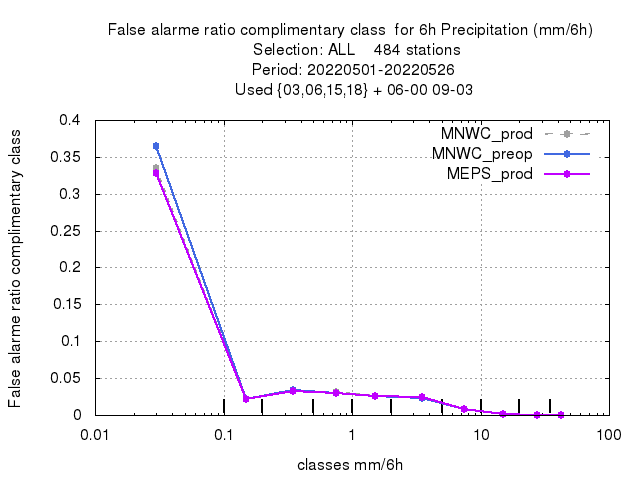 False alarme ratio complimentary class  for 6h Precipitation (mm/6h)
Selection: ALL    484 stations
Period: 20220501-20220526
Used {03,06,15,18} + 06-00 09-03
False alarme ratio complimentary class
0.4
0.35
0.3
0.25
0.2
0.15
0.1
0.05
0
MNWC_prod
MNWC_preop
MEPS_prod
0.01 0.1 1 10 100
classes mm/6h